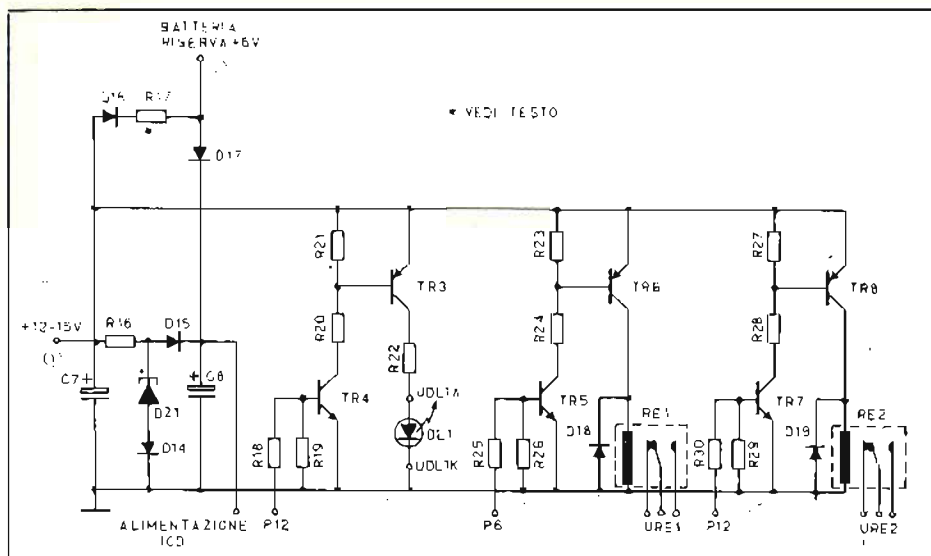 BATTERIA
RISERVA +6V
D16
R17
* VEDI TESTO
D17
R21
R23
R27
TR3
TR6
TR8
+12-15V
R16
D15
R20
R24
R28
C7
C8
R22
D21
TR4
UDL1A
TR5
TR7
D14
R18
R19
DL1
R25
R26
D18
RE1
R30
R29
D19
RE2
UDL1K
ALIMENTAZIONE
P12
P6
URE1
P12
URE2